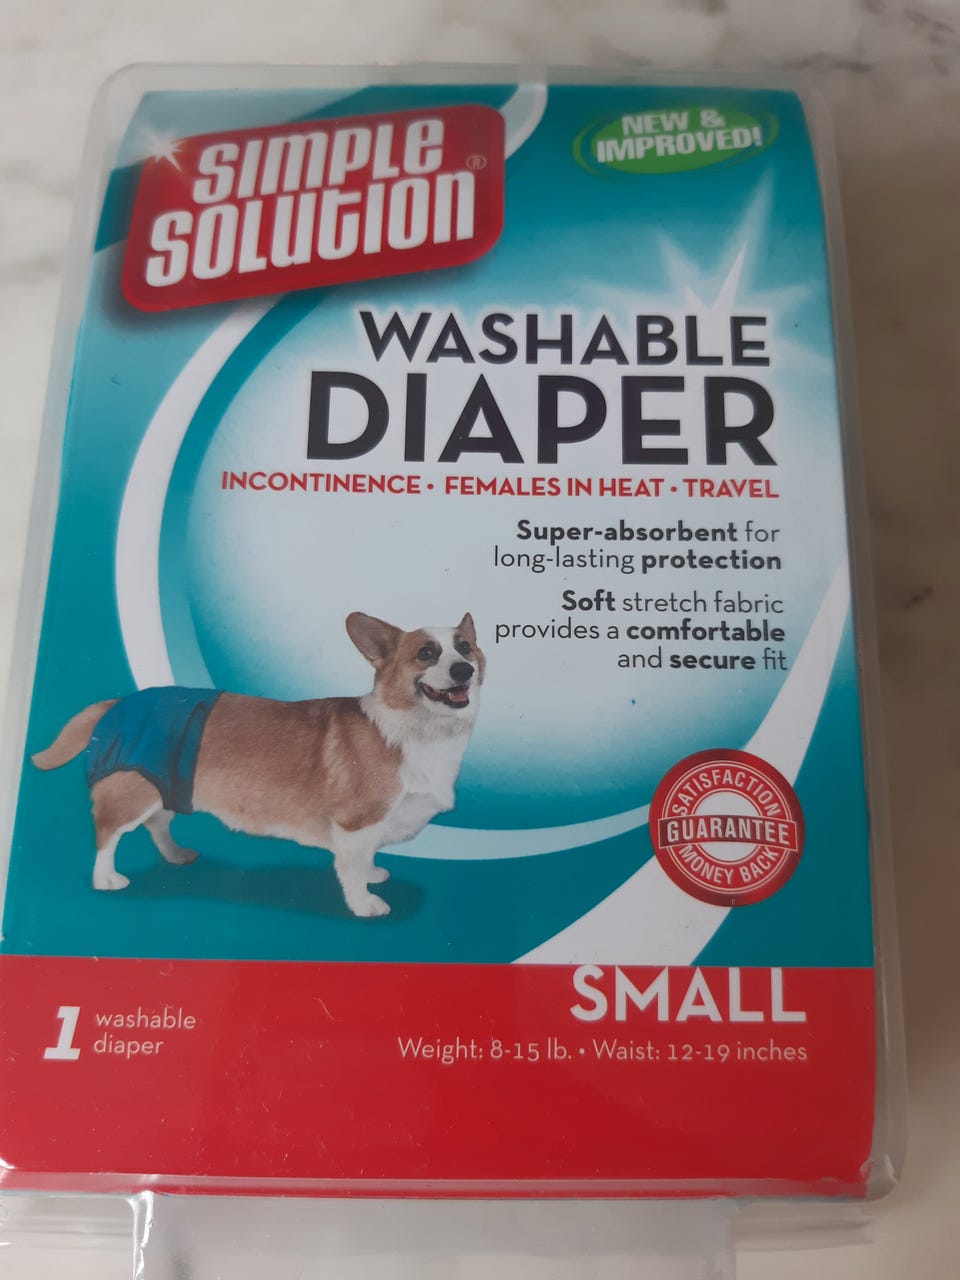 SIMPLE
SOLUTION®
NEW &
IMPROVED!
WASHABLE
DIAPER
INCONTINENCE • FEMALES IN HEAT • TRAVEL
Super-absorbent for
long-lasting protection
Soft stretch fabric
provides a comfortable
and secure fit
SATISFACTION
GUARANTEE
MONEY BACK
SMALL
1 washable
diaper
Weight: 8-15 lb. • Waist: 12-19 inches